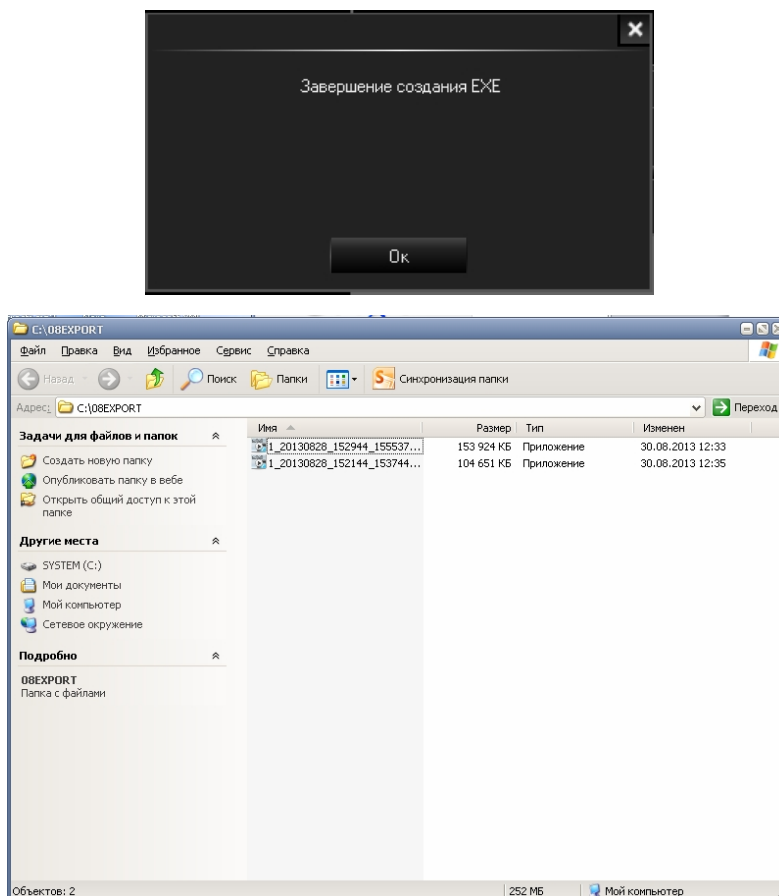 Завершение создания EXE
Ок
C:\08EXPORT
Файл Правка Вид Избранное Сервис Справка
Назад Поиск Папки Синхронизация папки
Адрес: C:\08EXPORT Переход
Имя Размер Тип Изменен
1_20130828_152944_155537... 153 924 КБ Приложение 30.08.2013 12:33
1_20130828_152144_153744... 104 651 КБ Приложение 30.08.2013 12:35
Задачи для файлов и папок
Создать новую папку
Опубликовать папку в вебе
Открыть общий доступ к этой
папке
Другие места
SYSTEM (C:)
Мои документы
Мой компьютер
Сетевое окружение
Подробно
08EXPORT
Папка с файлами
Объектов: 2 252 МБ Мой компьютер